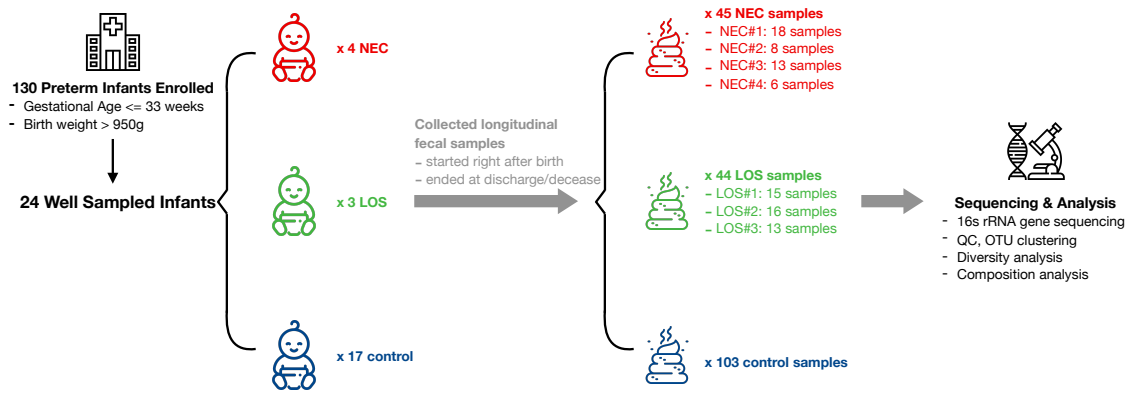 130 Preterm Infants Enrolled
- Gestational Age <= 33 weeks
- Birth weight > 950g
24 Well Sampled Infants
x 4 NEC
x 3 LOS
x 17 control
Collected longitudinal
fecal samples
- started right after birth
- ended at discharge/decease
x 45 NEC samples
- NEC#1: 18 samples
- NEC#2: 8 samples
- NEC#3: 13 samples
- NEC#4: 6 samples
x 44 LOS samples
- LOS#1: 15 samples
- LOS#2: 16 samples
- LOS#3: 13 samples
x 103 control samples
Sequencing & Analysis
- 16s rRNA gene sequencing
- QC, OTU clustering
- Diversity analysis
- Composition analysis